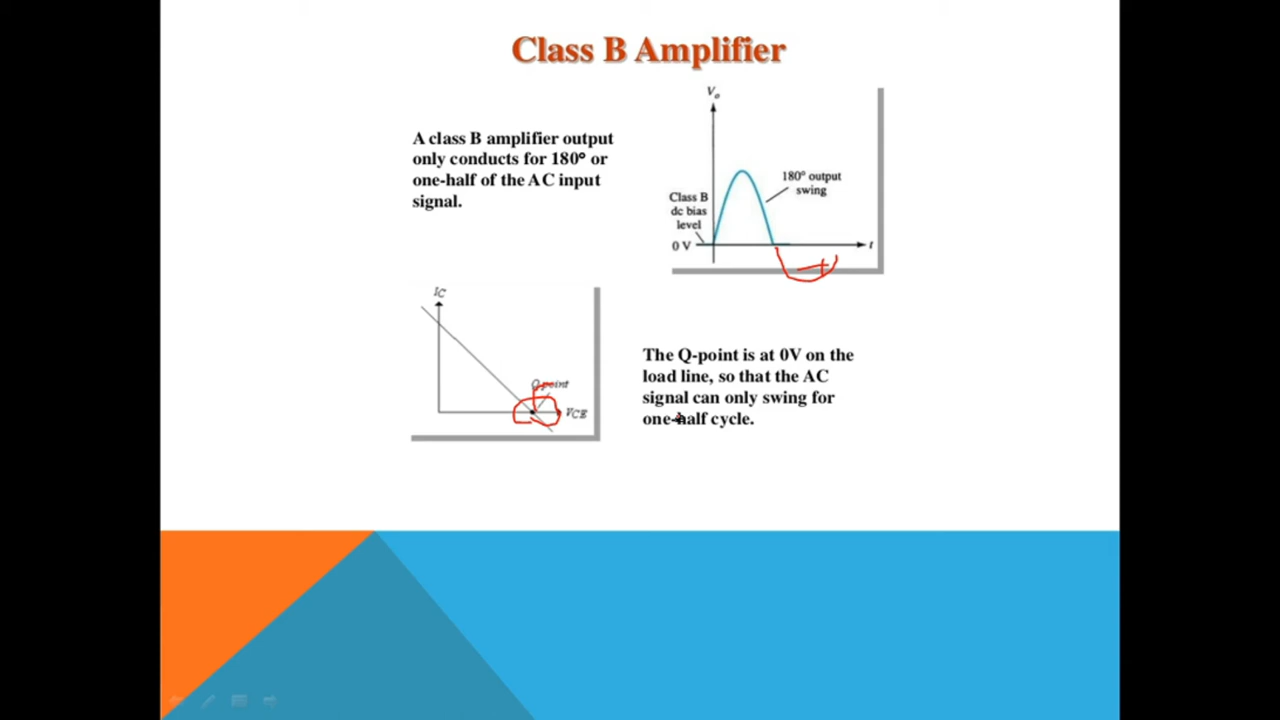 Class B Amplifier
A class B amplifier output
only conducts for 180° or
one-half of the AC input
signal.
Vo
180° output
swing
Class B
dc bias
level
0 V
t
IC
Q-point
VCE
The Q-point is at 0V on the
load line, so that the AC
signal can only swing for
one-half cycle.